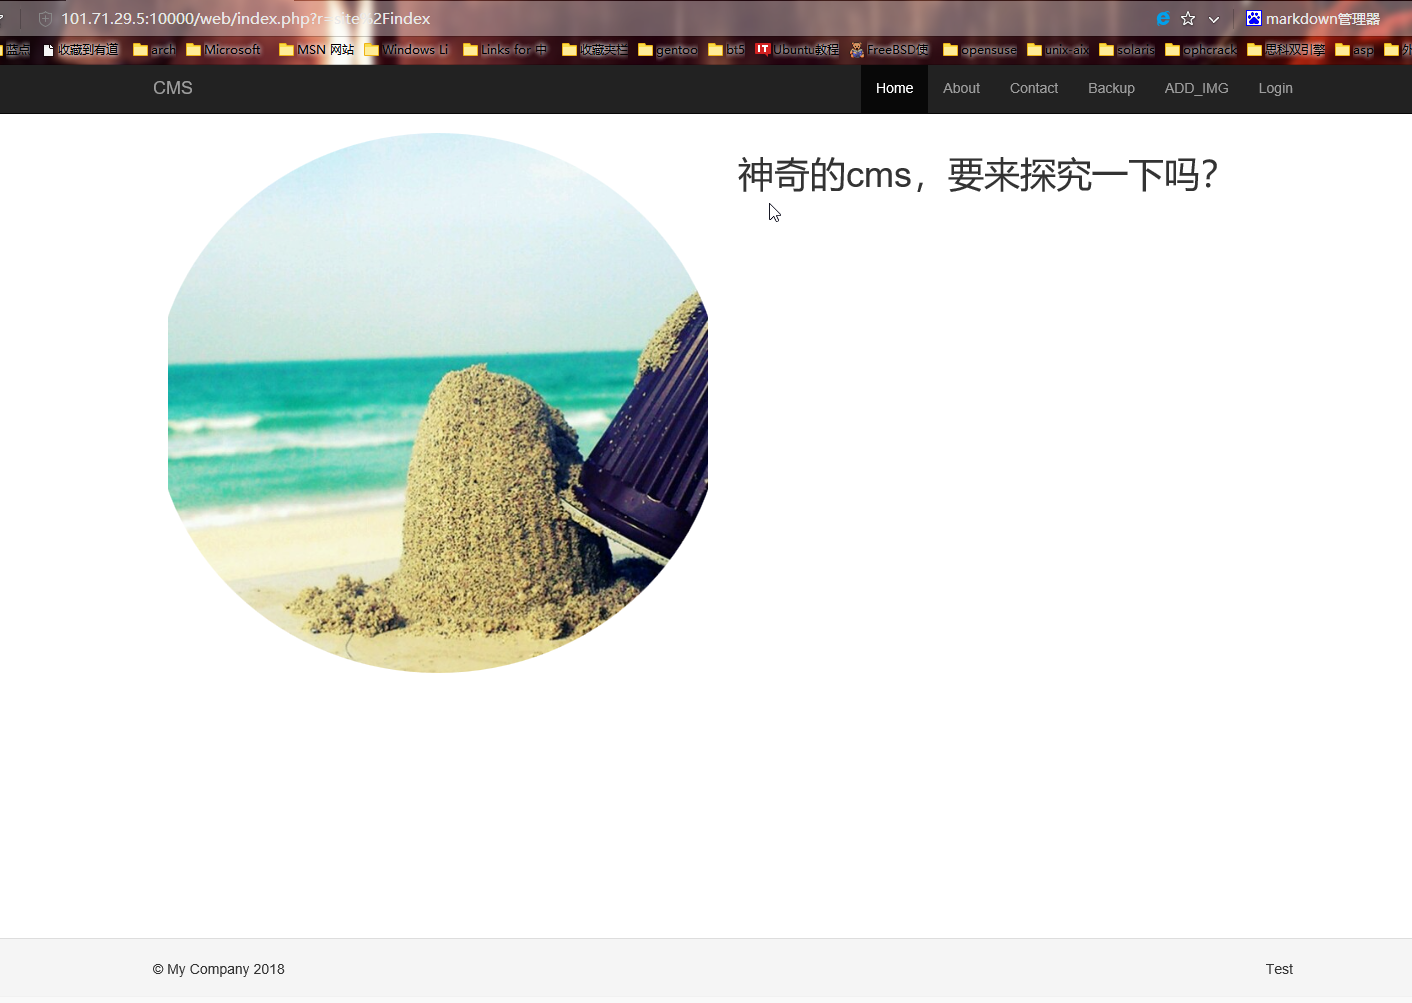 101.71.29.5:10000/web/index.php?r=site%2Findex markdown管理器
蓝点 收藏到有道 arch Microsoft MSN 网站 Windows Li Links for 中 收藏夹栏 gentoo bt5 Ubuntu教程 FreeBSD使 opensuse unix-aix solaris ophcrack 思科双引擎 asp 外
CMS Home About Contact Backup ADD_IMG Login
神奇的cms，要来探究一下吗？
© My Company 2018 Test